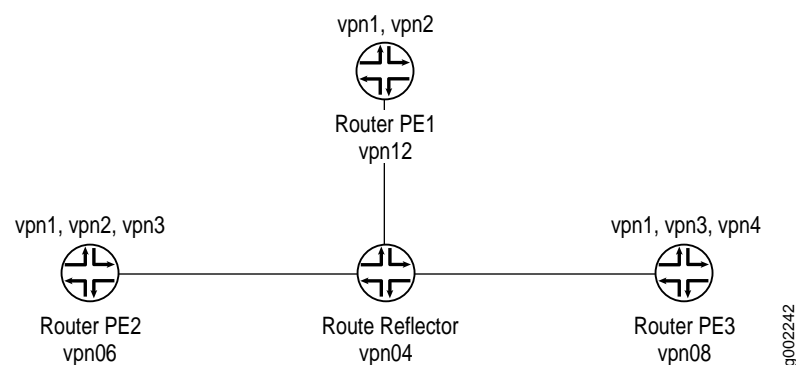 vpn1, vpn2
Router PE1
vpn12
vpn1, vpn2, vpn3
vpn1, vpn3, vpn4
Router PE2
vpn06
Route Reflector
vpn04
Router PE3
vpn08
g002242